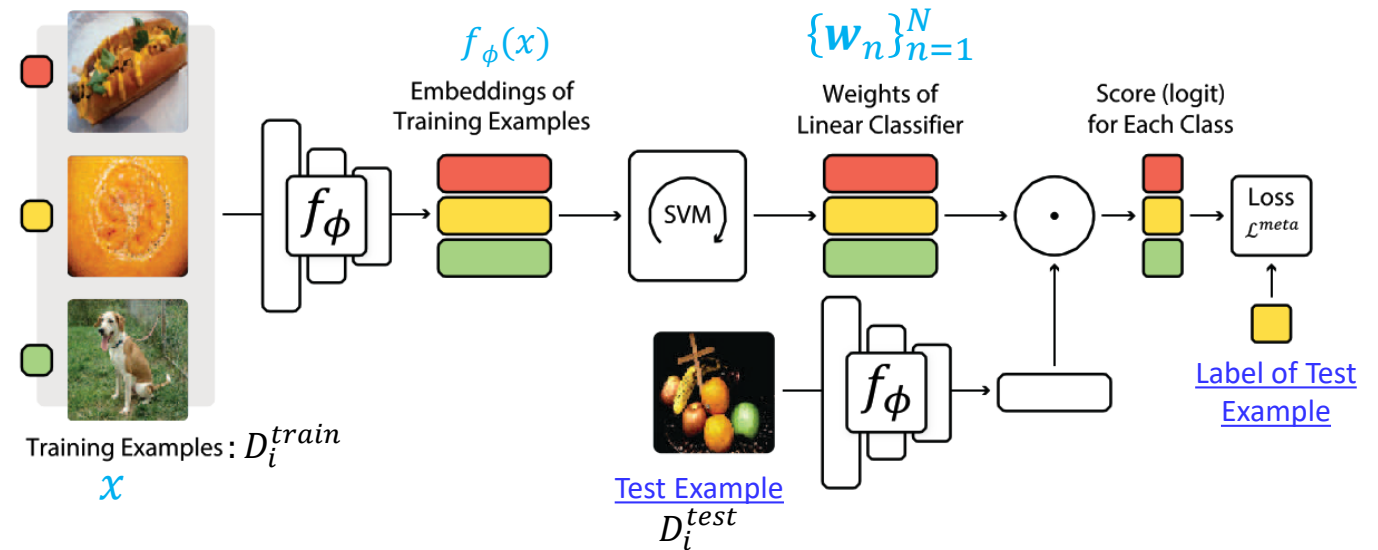 f_ϕ(x)
{𝒘_n}_{n=1}^N
Embeddings of
Training Examples
Weights of
Linear Classifier
Score (logit)
for Each Class
f_ϕ
SVM
·
Loss
ℒ^{meta}
f_ϕ
Label of Test
Example
Training Examples : D_i^{train}
x
Test Example
D_i^{test}